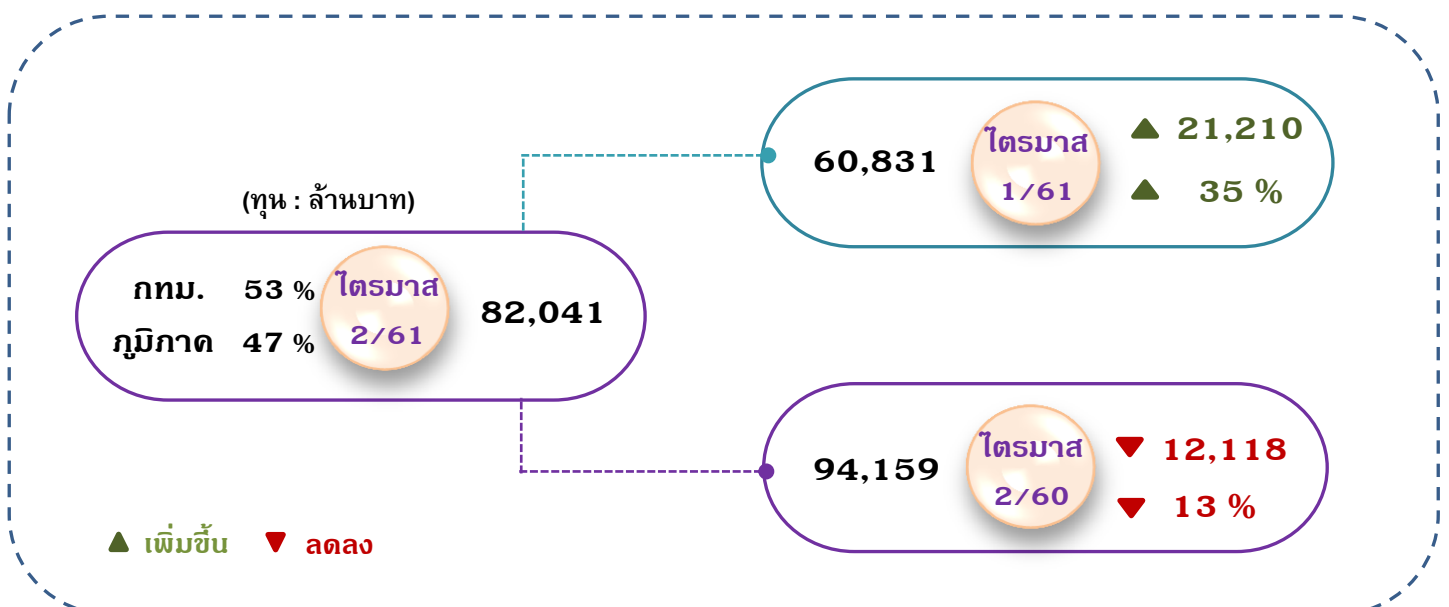 (ทุน : ล้านบาท)
กทม. 53 %
ภูมิภาค 47 %
ไตรมาส
2/61
82,041
60,831
ไตรมาส
1/61
▲ 21,210
▲ 35 %
94,159
ไตรมาส
2/60
▼ 12,118
▼ 13 %
▲ เพิ่มขึ้น ▼ ลดลง